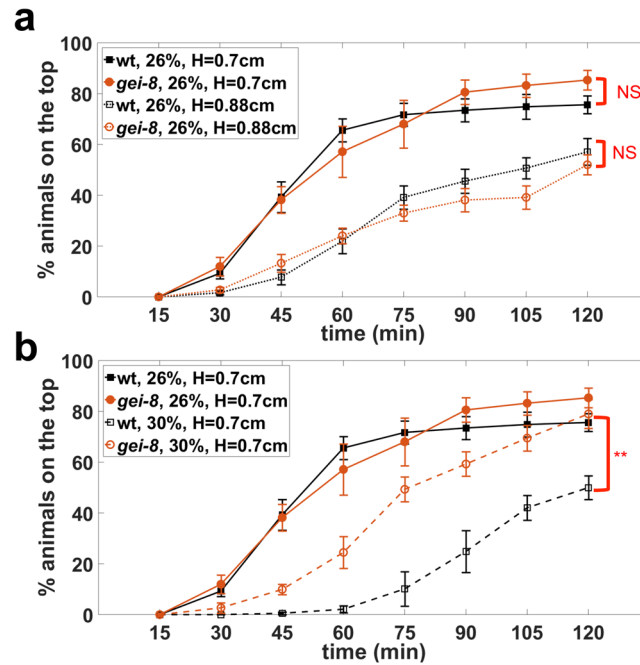 a
% animals on the top
100
80
60
40
20
0
wt, 26%, H=0.7cm
gei-8, 26%, H=0.7cm
wt, 26%, H=0.88cm
gei-8, 26%, H=0.88cm
NS
NS
15 30 45 60 75 90 105 120
time (min)
b
% animals on the top
100
80
60
40
20
0
wt, 26%, H=0.7cm
gei-8, 26%, H=0.7cm
wt, 30%, H=0.7cm
gei-8, 30%, H=0.7cm
**
15 30 45 60 75 90 105 120
time (min)